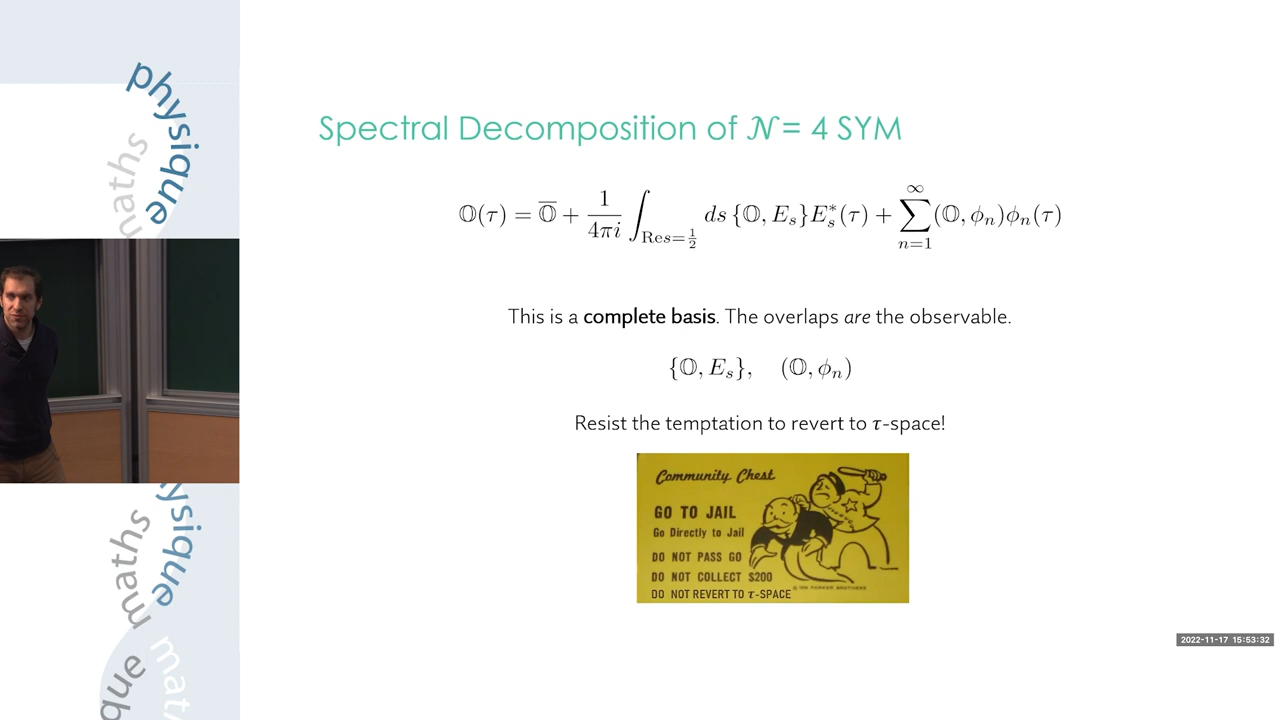 physique
maths
Spectral Decomposition of 𝒩 = 4 SYM
𝕆(τ) = 𝕆̅ + 1/4πi ∫_{Re s=1/2} ds {𝕆, E_s}E_s^*(τ) + ∑_{n=1}^∞ (𝕆, ϕ_n)ϕ_n(τ)
This is a complete basis. The overlaps are the observable.
{𝕆, E_s},  (𝕆, ϕ_n)
Resist the temptation to revert to τ-space!
Community Chest
GO TO JAIL
Go Directly to Jail
DO NOT PASS GO
DO NOT COLLECT $200
DO NOT REVERT TO τ-SPACE
ysique
maths
que
mat
2022-11-17 15:53:32